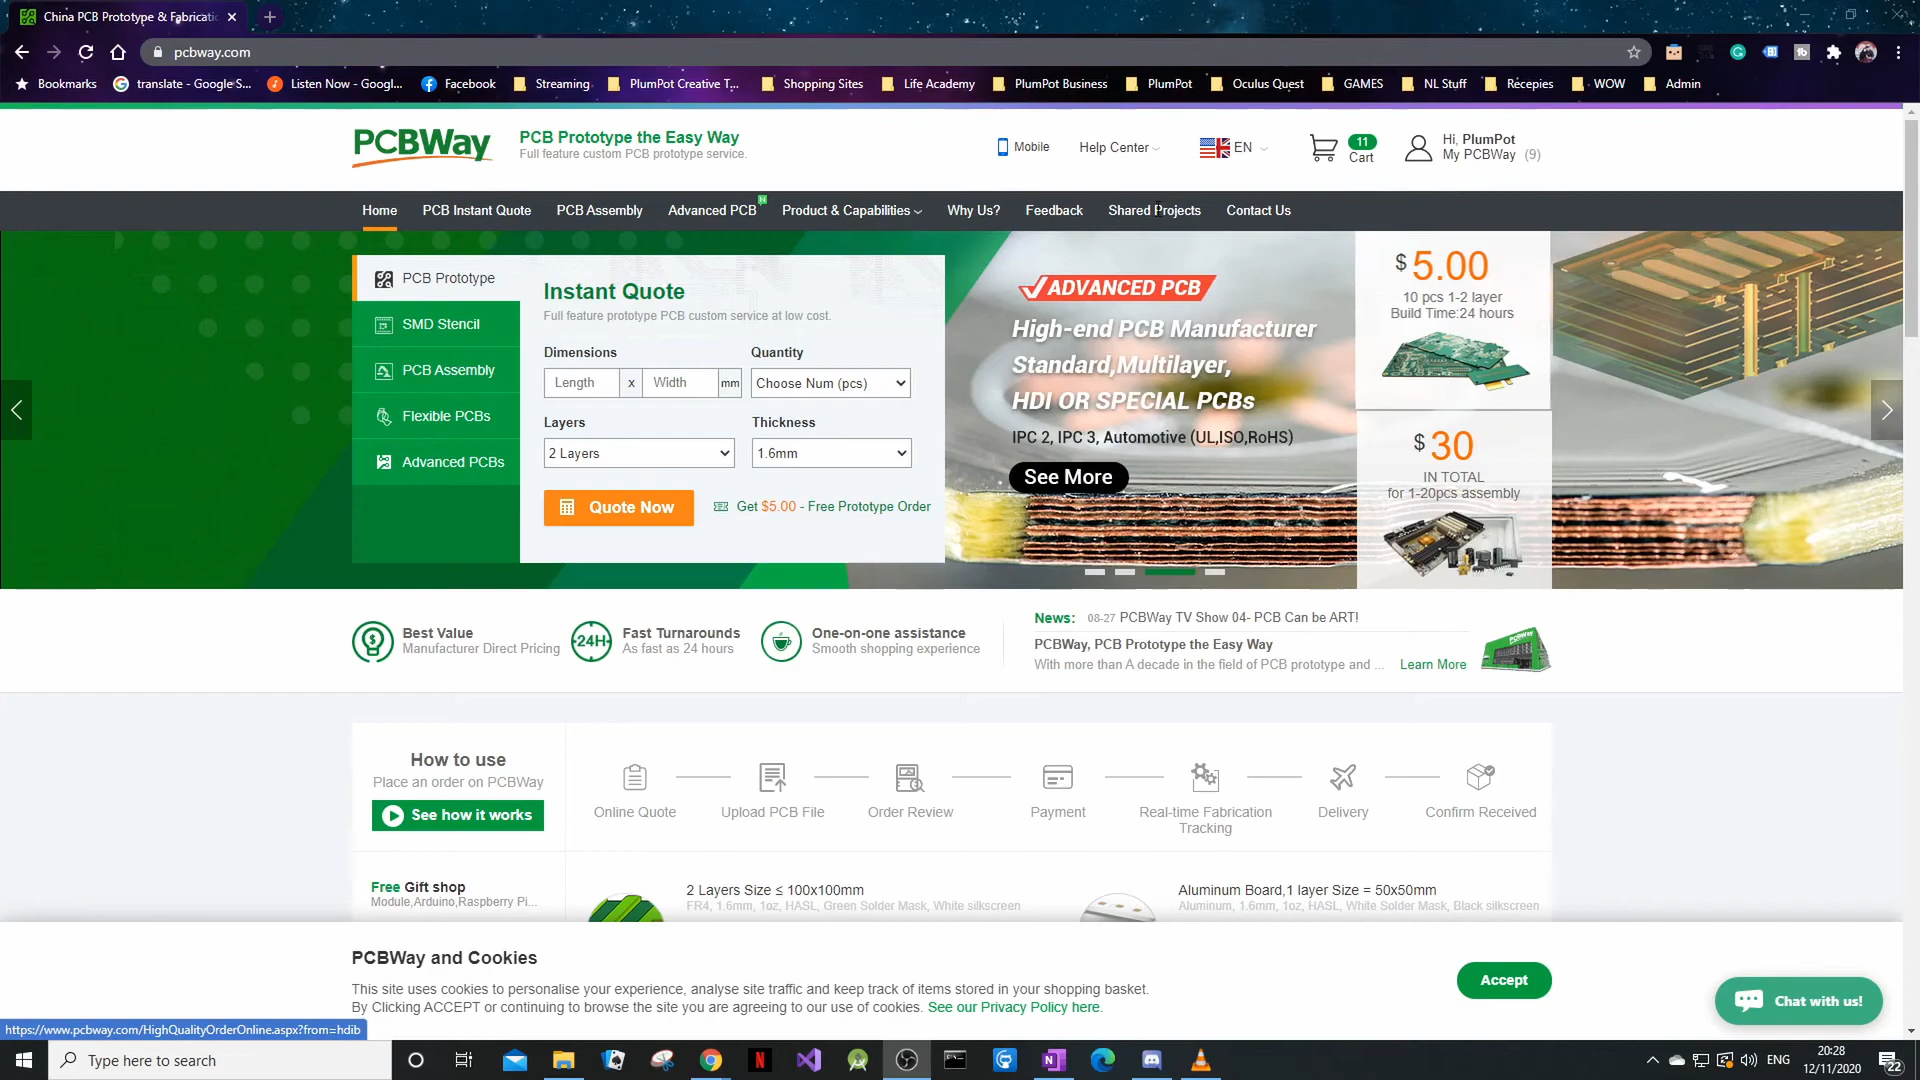 China PCB Prototype & Fabricati
pcbway.com
Bookmarks
translate - Google S...
Listen Now - Googl...
Facebook
Streaming
PlumPot Creative T...
Shopping Sites
Life Academy
PlumPot Business
PlumPot
Oculus Quest
GAMES
NL Stuff
Recepies
WOW
Admin
PCBWay
PCB Prototype the Easy Way
Full feature custom PCB prototype service.
Mobile
Help Center
EN
11
Cart
Hi, PlumPot
My PCBWay (9)
Home
PCB Instant Quote
PCB Assembly
Advanced PCB
N
Product & Capabilities
Why Us?
Feedback
Shared Projects
Contact Us
PCB Prototype
SMD Stencil
PCB Assembly
Flexible PCBs
Advanced PCBs
Instant Quote
Full feature prototype PCB custom service at low cost.
Dimensions
Quantity
Length x Width mm
Choose Num (pcs)
Layers
Thickness
2 Layers
1.6mm
Quote Now
Get $5.00 - Free Prototype Order
ADVANCED PCB
High-end PCB Manufacturer
Standard,Multilayer,
HDI OR SPECIAL PCBs
IPC 2, IPC 3, Automotive (UL,ISO,RoHS)
See More
$ 5.00
10 pcs 1-2 layer
Build Time:24 hours
$ 30
IN TOTAL
for 1-20pcs assembly
Best Value
Manufacturer Direct Pricing
24H
Fast Turnarounds
As fast as 24 hours
One-on-one assistance
Smooth shopping experience
News: 08-27 PCBWay TV Show 04- PCB Can be ART!
PCBWay, PCB Prototype the Easy Way
With more than A decade in the field of PCB prototype and ... Learn More
How to use
Place an order on PCBWay
See how it works
Online Quote
Upload PCB File
Order Review
Payment
Real-time Fabrication
Tracking
Delivery
Confirm Received
Free Gift shop
Module,Arduino,Raspberry Pi...
2 Layers Size ≤ 100x100mm
FR4, 1.6mm, 1oz, HASL, Green Solder Mask, White silkscreen
Aluminum Board,1 layer Size = 50x50mm
Aluminum, 1.6mm, 1oz, HASL, White Solder Mask, Black silkscreen
PCBWay and Cookies
This site uses cookies to personalise your experience, analyse site traffic and keep track of items stored in your shopping basket.
By Clicking ACCEPT or continuing to browse the site you are agreeing to our use of cookies. See our Privacy Policy here.
Accept
Chat with us!
https://www.pcbway.com/HighQualityOrderOnline.aspx?from=hdib
Type here to search
ENG
20:28
12/11/2020
22